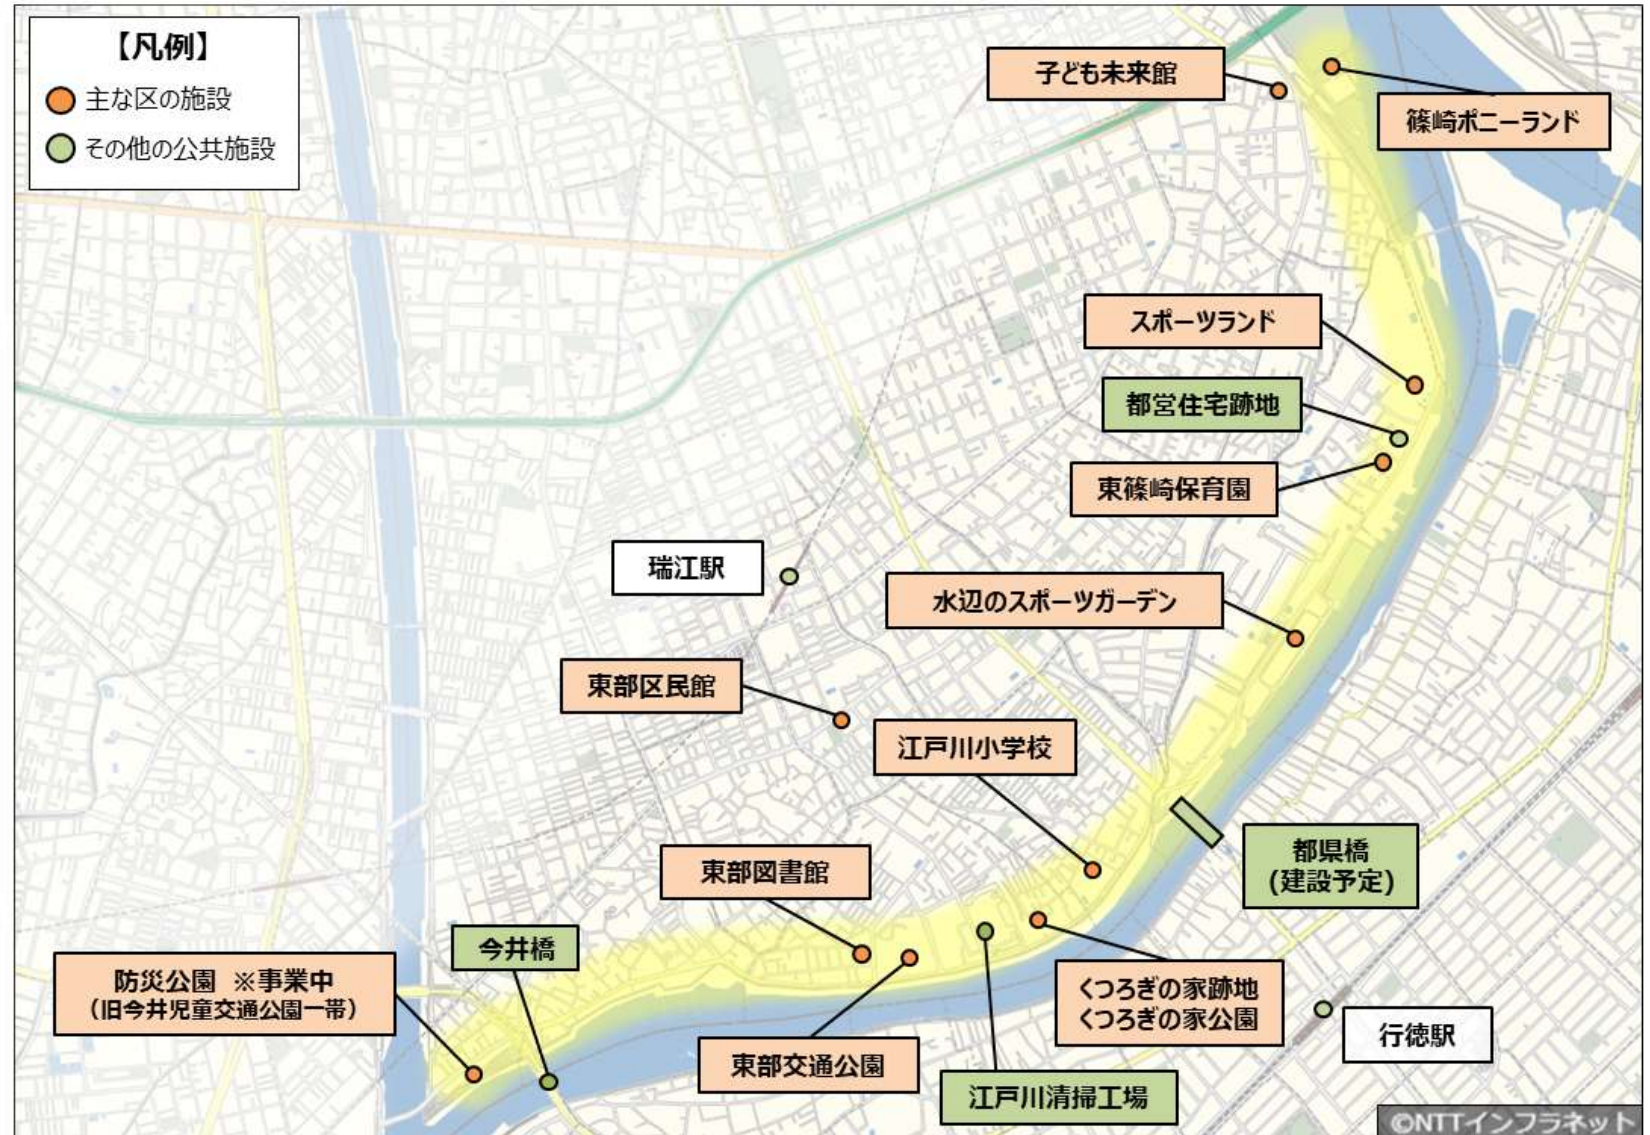 【凡例】
主な区の施設
その他の公共施設
子ども未来館
篠崎ポニーランド
スポーツランド
都営住宅跡地
東篠崎保育園
瑞江駅
水辺のスポーツガーデン
東部区民館
江戸川小学校
都県橋
(建設予定)
東部図書館
今井橋
防災公園 ※事業中
（旧今井児童交通公園一帯）
くつろぎの家跡地
くつろぎの家公園
行徳駅
東部交通公園
江戸川清掃工場
©NTTインフラネット